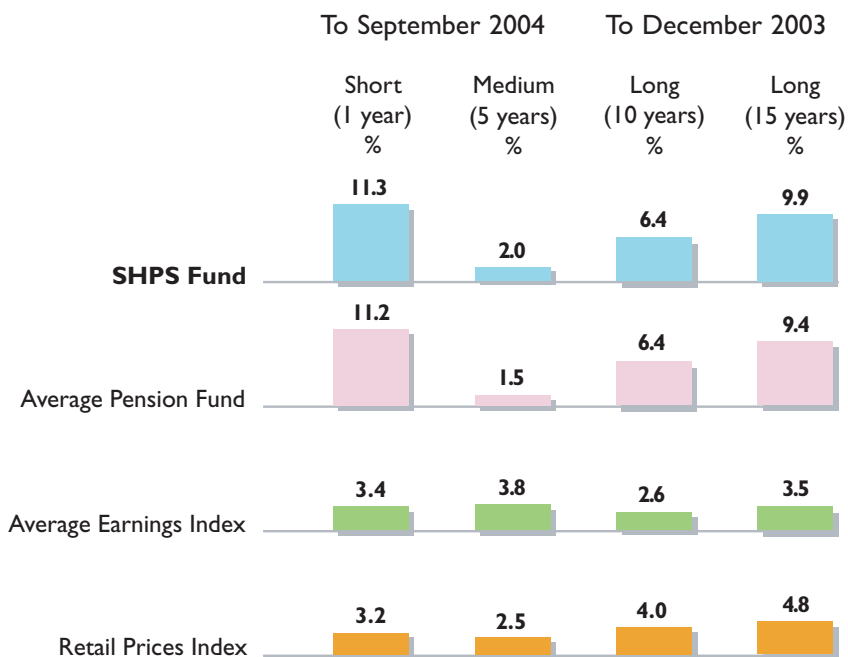 To September 2004 To December 2003
Short Medium Long Long
(1 year) (5 years) (10 years) (15 years)
% % % %
11.3 2.0 6.4 9.9
SHPS Fund
11.2 1.5 6.4 9.4
Average Pension Fund
3.4 3.8 2.6 3.5
Average Earnings Index
3.2 2.5 4.0 4.8
Retail Prices Index